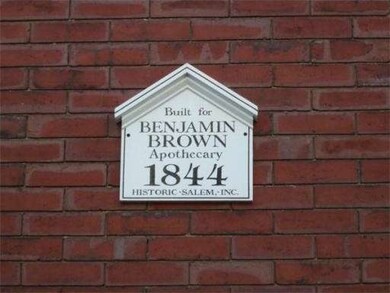 Built for
BENJAMIN
BROWN
Apothecary
1844
HISTORIC·SALEM,·INC.